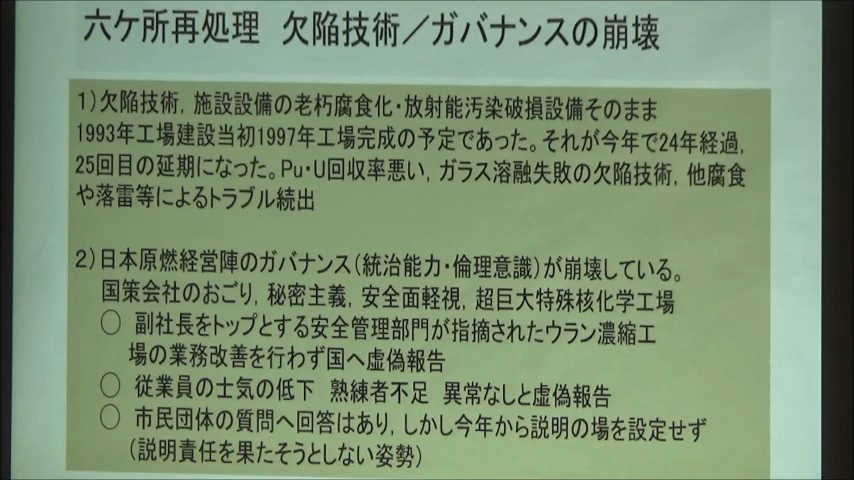 六ケ所再処理 欠陥技術／ガバナンスの崩壊
1）欠陥技術，施設設備の老朽腐食化・放射能汚染破損設備そのまま
1993年工場建設当初1997年工場完成の予定であった。それが今年で24年経過，
25回目の延期になった。Pu・U回収率悪い，ガラス溶融失敗の欠陥技術，他腐食
や落雷等によるトラブル続出
2）日本原燃経営陣のガバナンス（統治能力・倫理意識）が崩壊している。
国策会社のおごり，秘密主義，安全面軽視，超巨大特殊核化学工場
○ 副社長をトップとする安全管理部門が指摘されたウラン濃縮工
場の業務改善を行わず国へ虚偽報告
○ 従業員の士気の低下 熟練者不足 異常なしと虚偽報告
○ 市民団体の質問へ回答はあり，しかし今年から説明の場を設定せず
（説明責任を果たそうとしない姿勢）